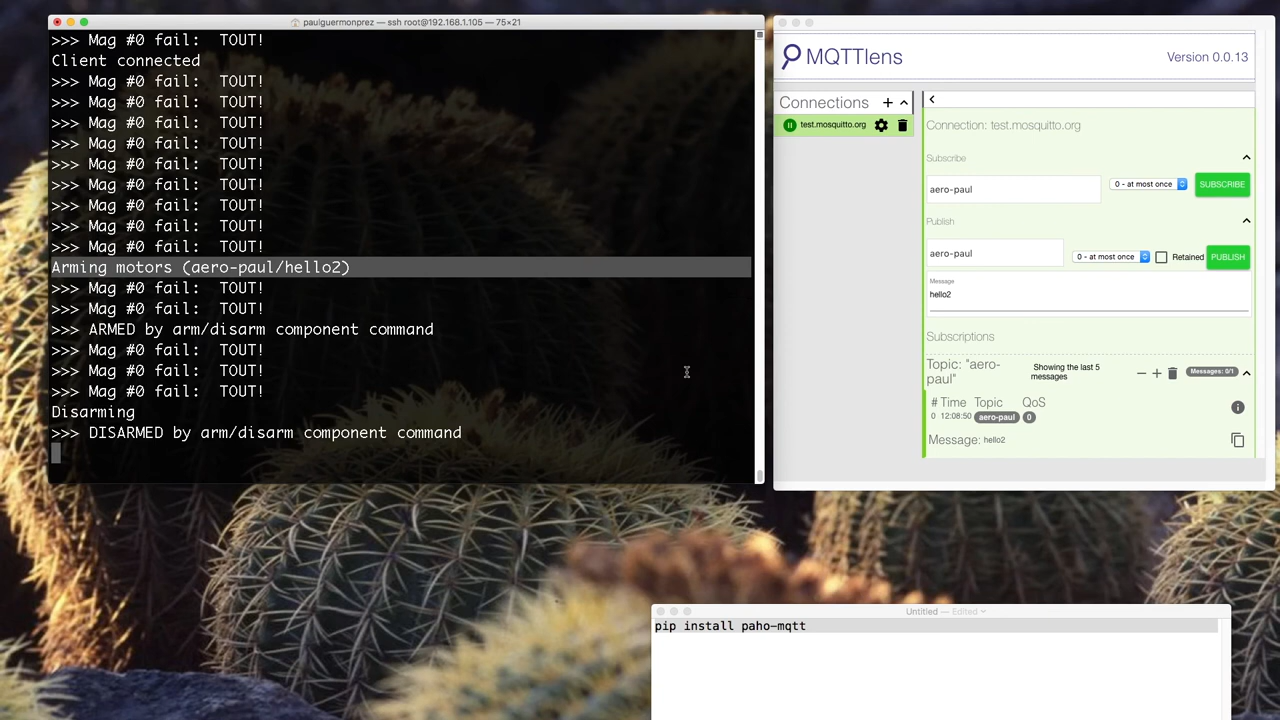 paulguermonprez — ssh root@192.168.1.105 — 75×21
>>> Mag #0 fail:  TOUT!
Client connected
>>> Mag #0 fail:  TOUT!
>>> Mag #0 fail:  TOUT!
>>> Mag #0 fail:  TOUT!
>>> Mag #0 fail:  TOUT!
>>> Mag #0 fail:  TOUT!
>>> Mag #0 fail:  TOUT!
>>> Mag #0 fail:  TOUT!
>>> Mag #0 fail:  TOUT!
>>> Mag #0 fail:  TOUT!
Arming motors (aero-paul/hello2)
>>> Mag #0 fail:  TOUT!
>>> Mag #0 fail:  TOUT!
>>> ARMED by arm/disarm component command
>>> Mag #0 fail:  TOUT!
>>> Mag #0 fail:  TOUT!
>>> Mag #0 fail:  TOUT!
Disarming
>>> DISARMED by arm/disarm component command
MQTTlens
Version 0.0.13
Connections
test.mosquitto.org
Connection: test.mosquitto.org
Subscribe
aero-paul
0 - at most once
SUBSCRIBE
Publish
aero-paul
0 - at most once
Retained
PUBLISH
Message
hello2
Subscriptions
Topic: "aero-
paul"
Showing the last 5
messages
Messages: 0/1
# Time Topic QoS
0 12:08:50 aero-paul 0
Message: hello2
Untitled — Edited
pip install paho-mqtt